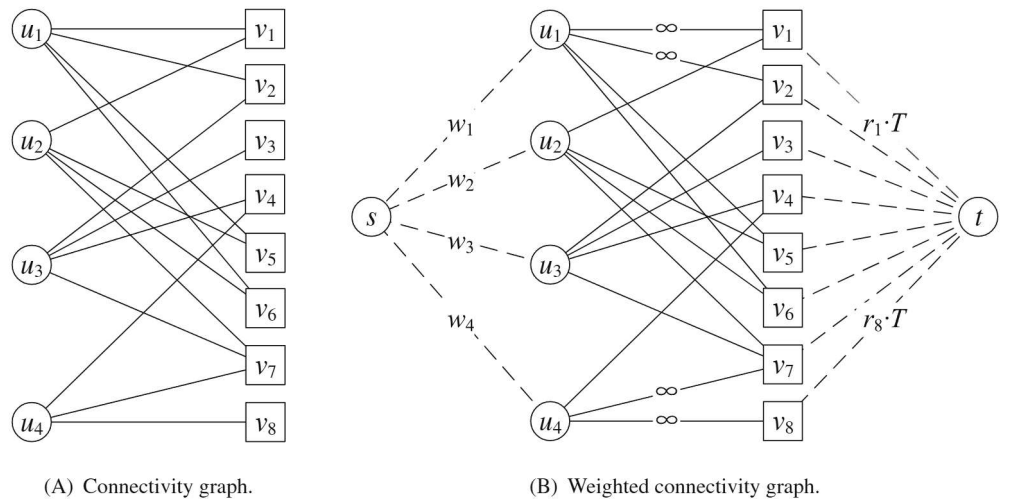 u1
u2
u3
u4
v1
v2
v3
v4
v5
v6
v7
v8
(A) Connectivity graph.
s
w1
w2
w3
w4
u1
u2
u3
u4
∞
∞
∞
∞
v1
v2
v3
v4
v5
v6
v7
v8
r1·T
r8·T
t
(B) Weighted connectivity graph.